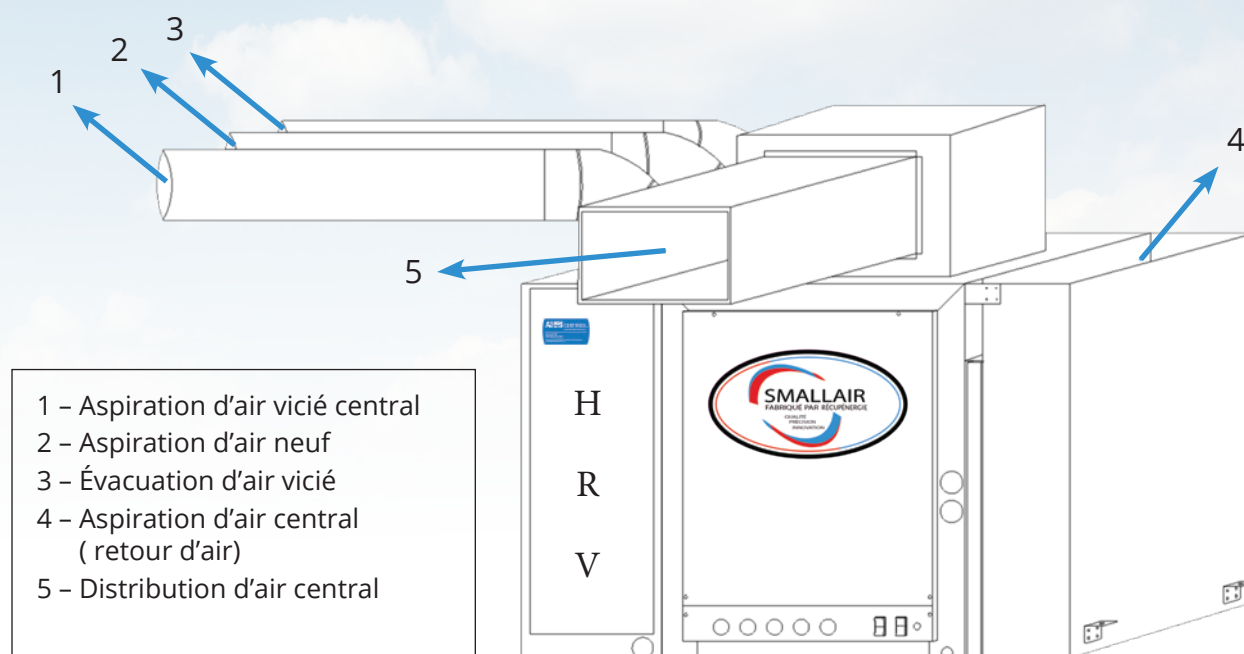 3
2
1
4
5
1 – Aspiration d’air vicié central
2 – Aspiration d’air neuf
3 – Évacuation d’air vicié
4 – Aspiration d’air central
( retour d’air)
5 – Distribution d’air central
H
R
V
SMALLAIR
FABRIQUÉ PAR RÉCUPÉNERGIE
QUALITÉ
PRÉCISION
INNOVATION